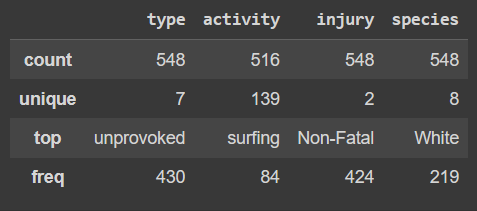 type activity injury species
count 548 516 548 548
unique 7 139 2 8
top unprovoked surfing Non-Fatal White
freq 430 84 424 219